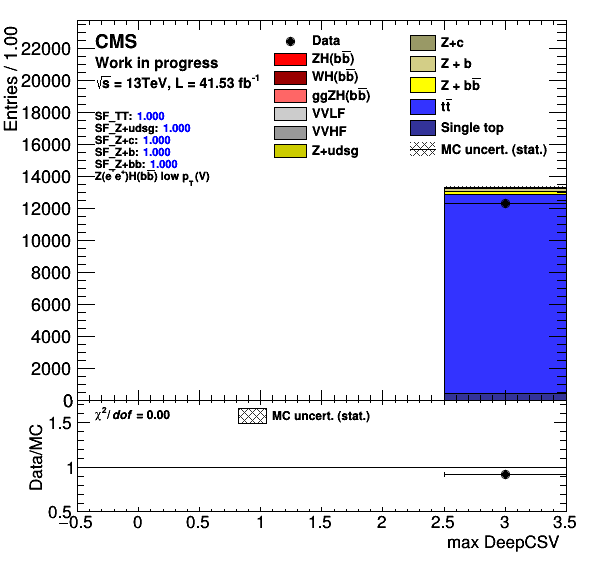 CMS
Work in progress
√s = 13TeV, L = 41.53 fb⁻¹
SF_TT: 1.000
SF_Z+udsg: 1.000
SF_Z+c: 1.000
SF_Z+b: 1.000
SF_Z+bb: 1.000
Z(e⁻e⁺)H(bb̅) low p_T(V)
Data
ZH(bb̅)
WH(bb̅)
ggZH(bb̅)
VVLF
VVHF
Z+udsg
Z+c
Z + b
Z + bb̅
tt̅
Single top
MC uncert. (stat.)
Entries / 1.00
22000
20000
18000
16000
14000
12000
10000
8000
6000
4000
2000
0
χ²/dof = 0.00
MC uncert. (stat.)
Data/MC
1.5
1
0.5
−0.5 0 0.5 1 1.5 2 2.5 3 3.5
max DeepCSV